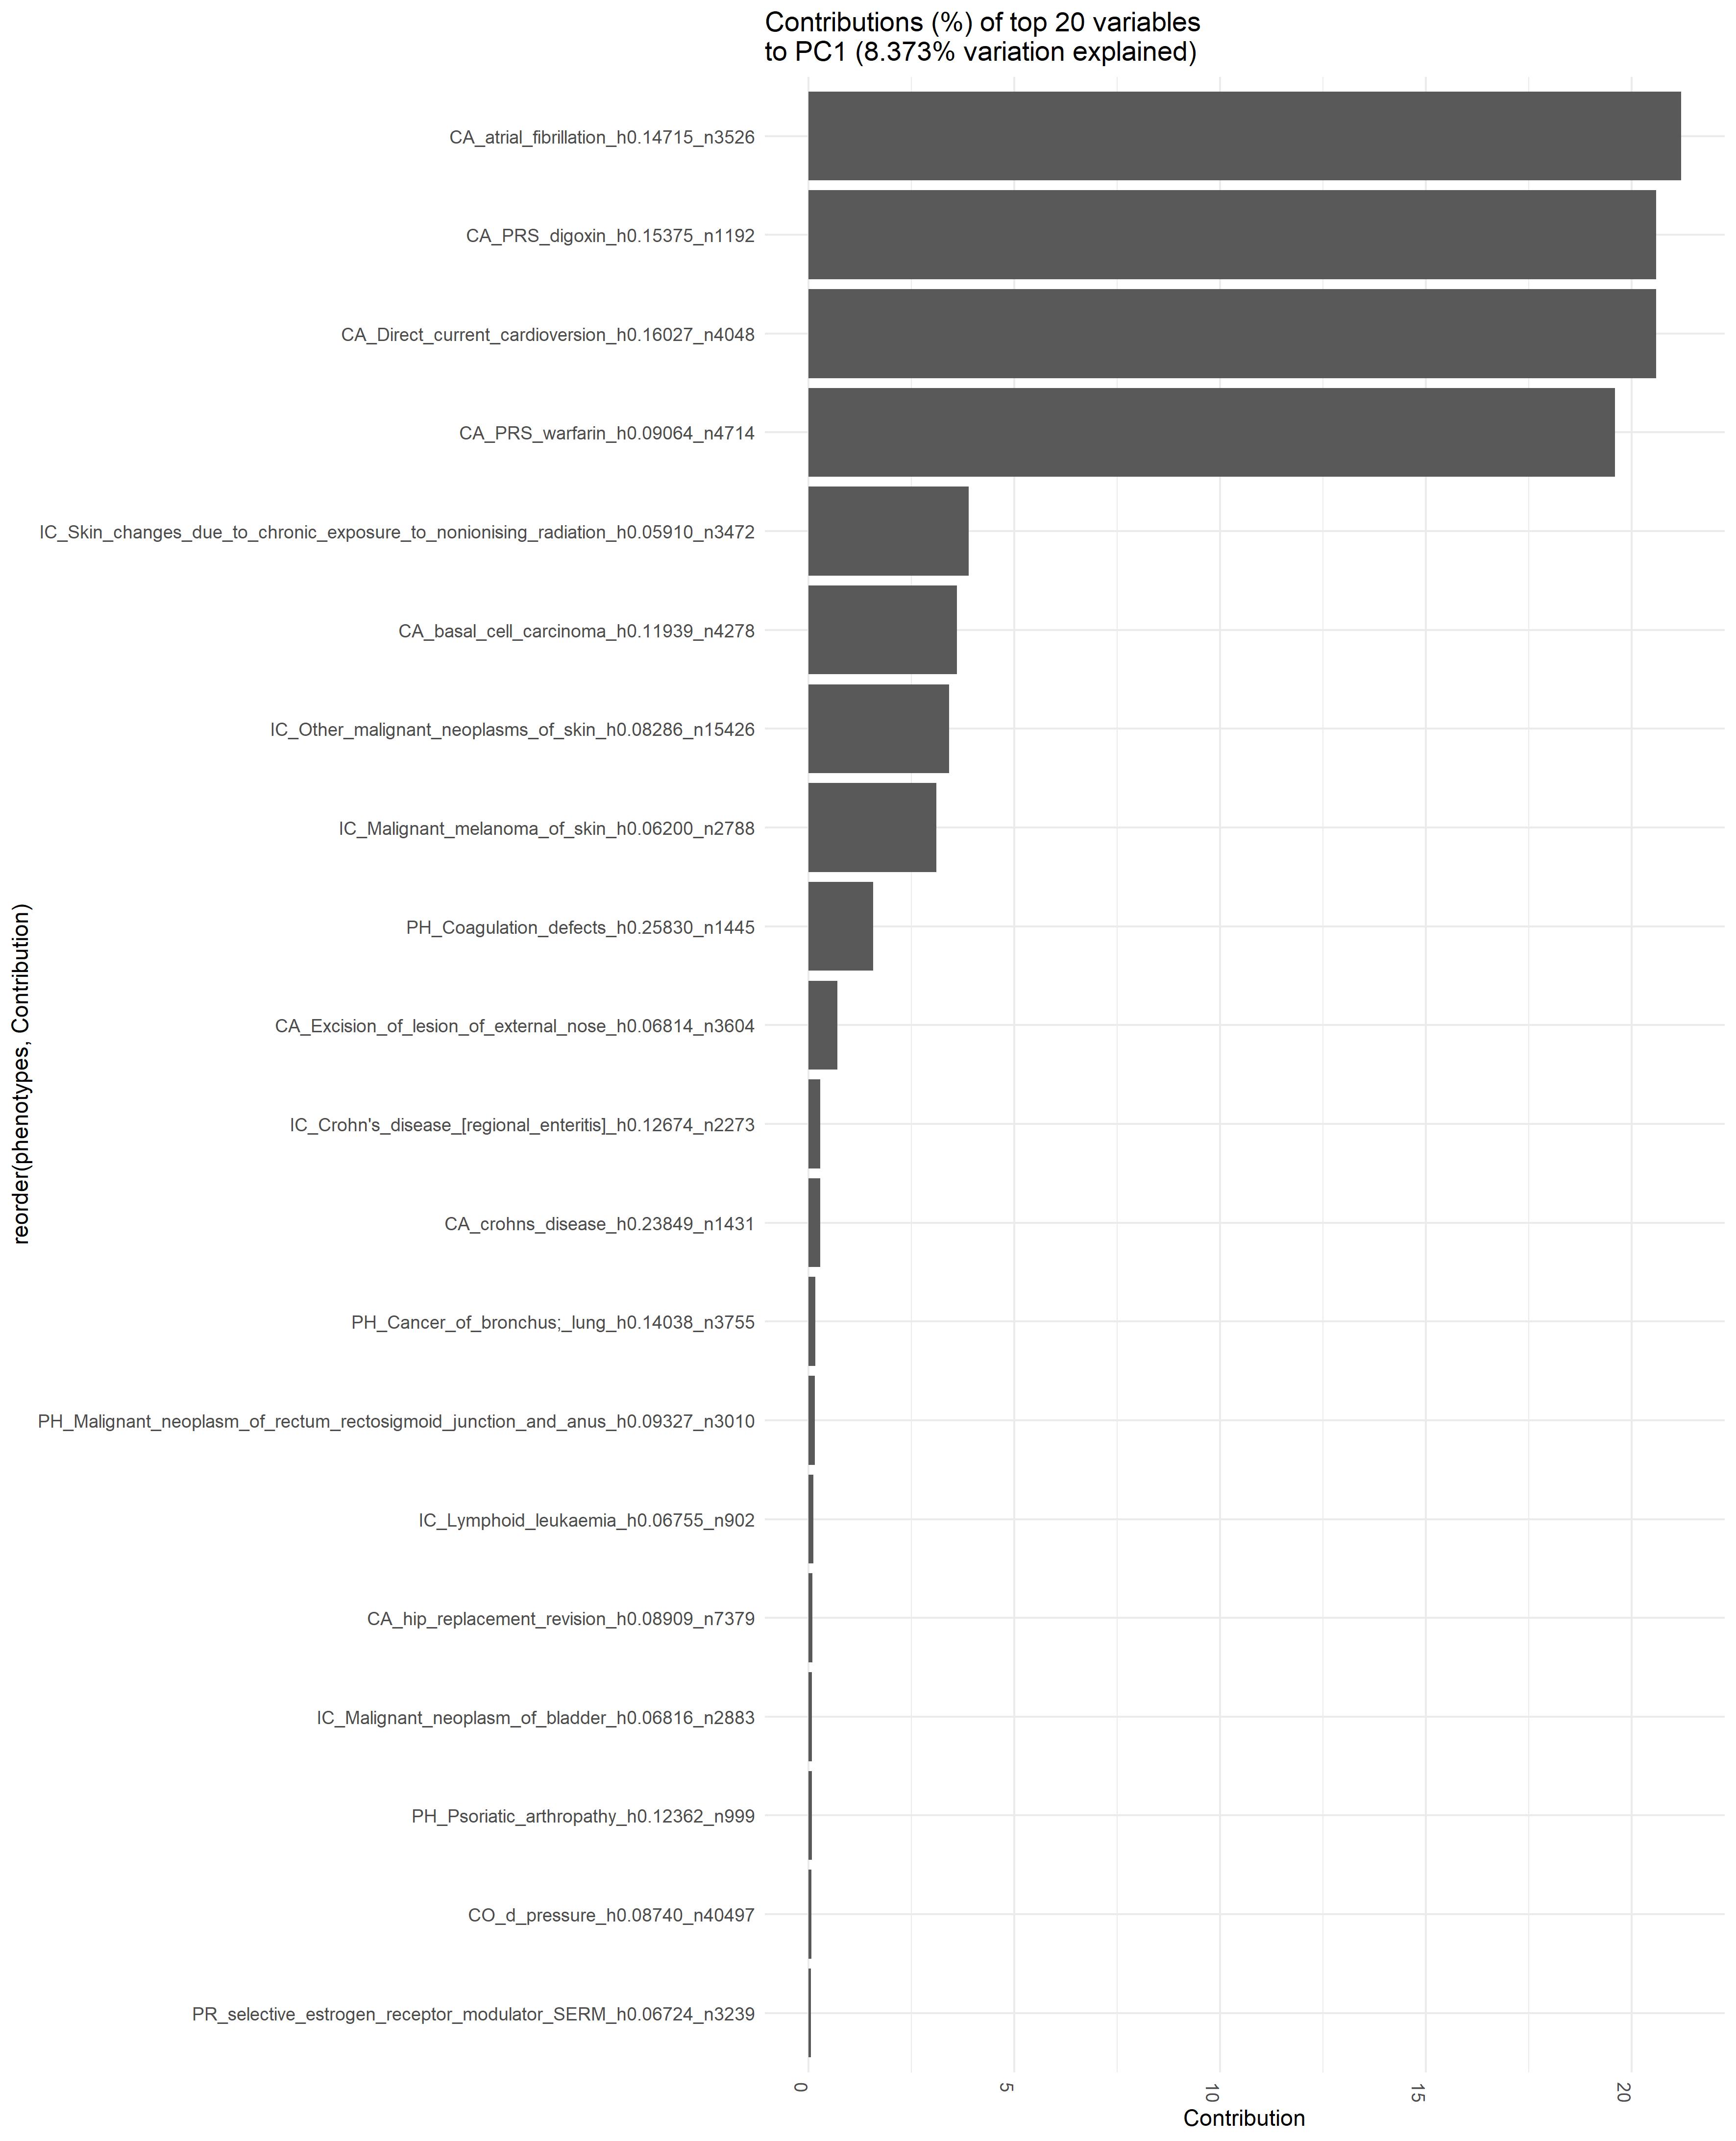 Contributions (%) of top 20 variables
to PC1 (8.373% variation explained)
CA_atrial_fibrillation_h0.14715_n3526
CA_PRS_digoxin_h0.15375_n1192
CA_Direct_current_cardioversion_h0.16027_n4048
CA_PRS_warfarin_h0.09064_n4714
IC_Skin_changes_due_to_chronic_exposure_to_nonionising_radiation_h0.05910_n3472
CA_basal_cell_carcinoma_h0.11939_n4278
IC_Other_malignant_neoplasms_of_skin_h0.08286_n15426
IC_Malignant_melanoma_of_skin_h0.06200_n2788
PH_Coagulation_defects_h0.25830_n1445
CA_Excision_of_lesion_of_external_nose_h0.06814_n3604
IC_Crohn's_disease_[regional_enteritis]_h0.12674_n2273
CA_crohns_disease_h0.23849_n1431
PH_Cancer_of_bronchus;_lung_h0.14038_n3755
PH_Malignant_neoplasm_of_rectum_rectosigmoid_junction_and_anus_h0.09327_n3010
IC_Lymphoid_leukaemia_h0.06755_n902
CA_hip_replacement_revision_h0.08909_n7379
IC_Malignant_neoplasm_of_bladder_h0.06816_n2883
PH_Psoriatic_arthropathy_h0.12362_n999
CO_d_pressure_h0.08740_n40497
PR_selective_estrogen_receptor_modulator_SERM_h0.06724_n3239
reorder(phenotypes, Contribution)
0 5 10 15 20
Contribution